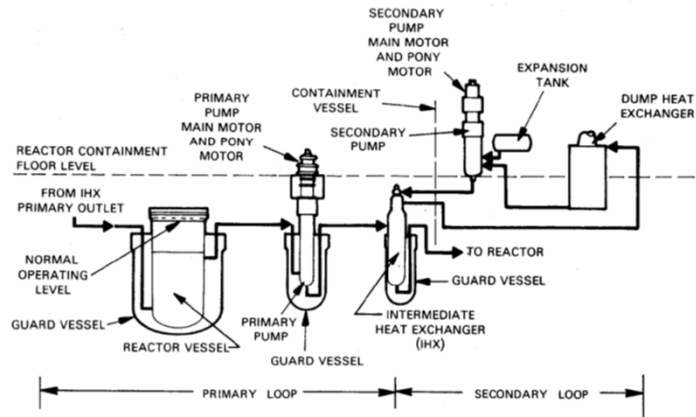 SECONDARY
PUMP
MAIN MOTOR
AND PONY
MOTOR
EXPANSION
TANK
PRIMARY
PUMP
MAIN MOTOR
AND PONY
MOTOR
CONTAINMENT
VESSEL
DUMP HEAT
EXCHANGER
SECONDARY
PUMP
REACTOR CONTAINMENT
FLOOR LEVEL
FROM IHX
PRIMARY OUTLET
NORMAL
OPERATING
LEVEL
TO REACTOR
GUARD VESSEL
GUARD VESSEL
REACTOR VESSEL
PRIMARY
PUMP
GUARD VESSEL
INTERMEDIATE
HEAT EXCHANGER
(IHX)
PRIMARY LOOP
SECONDARY LOOP